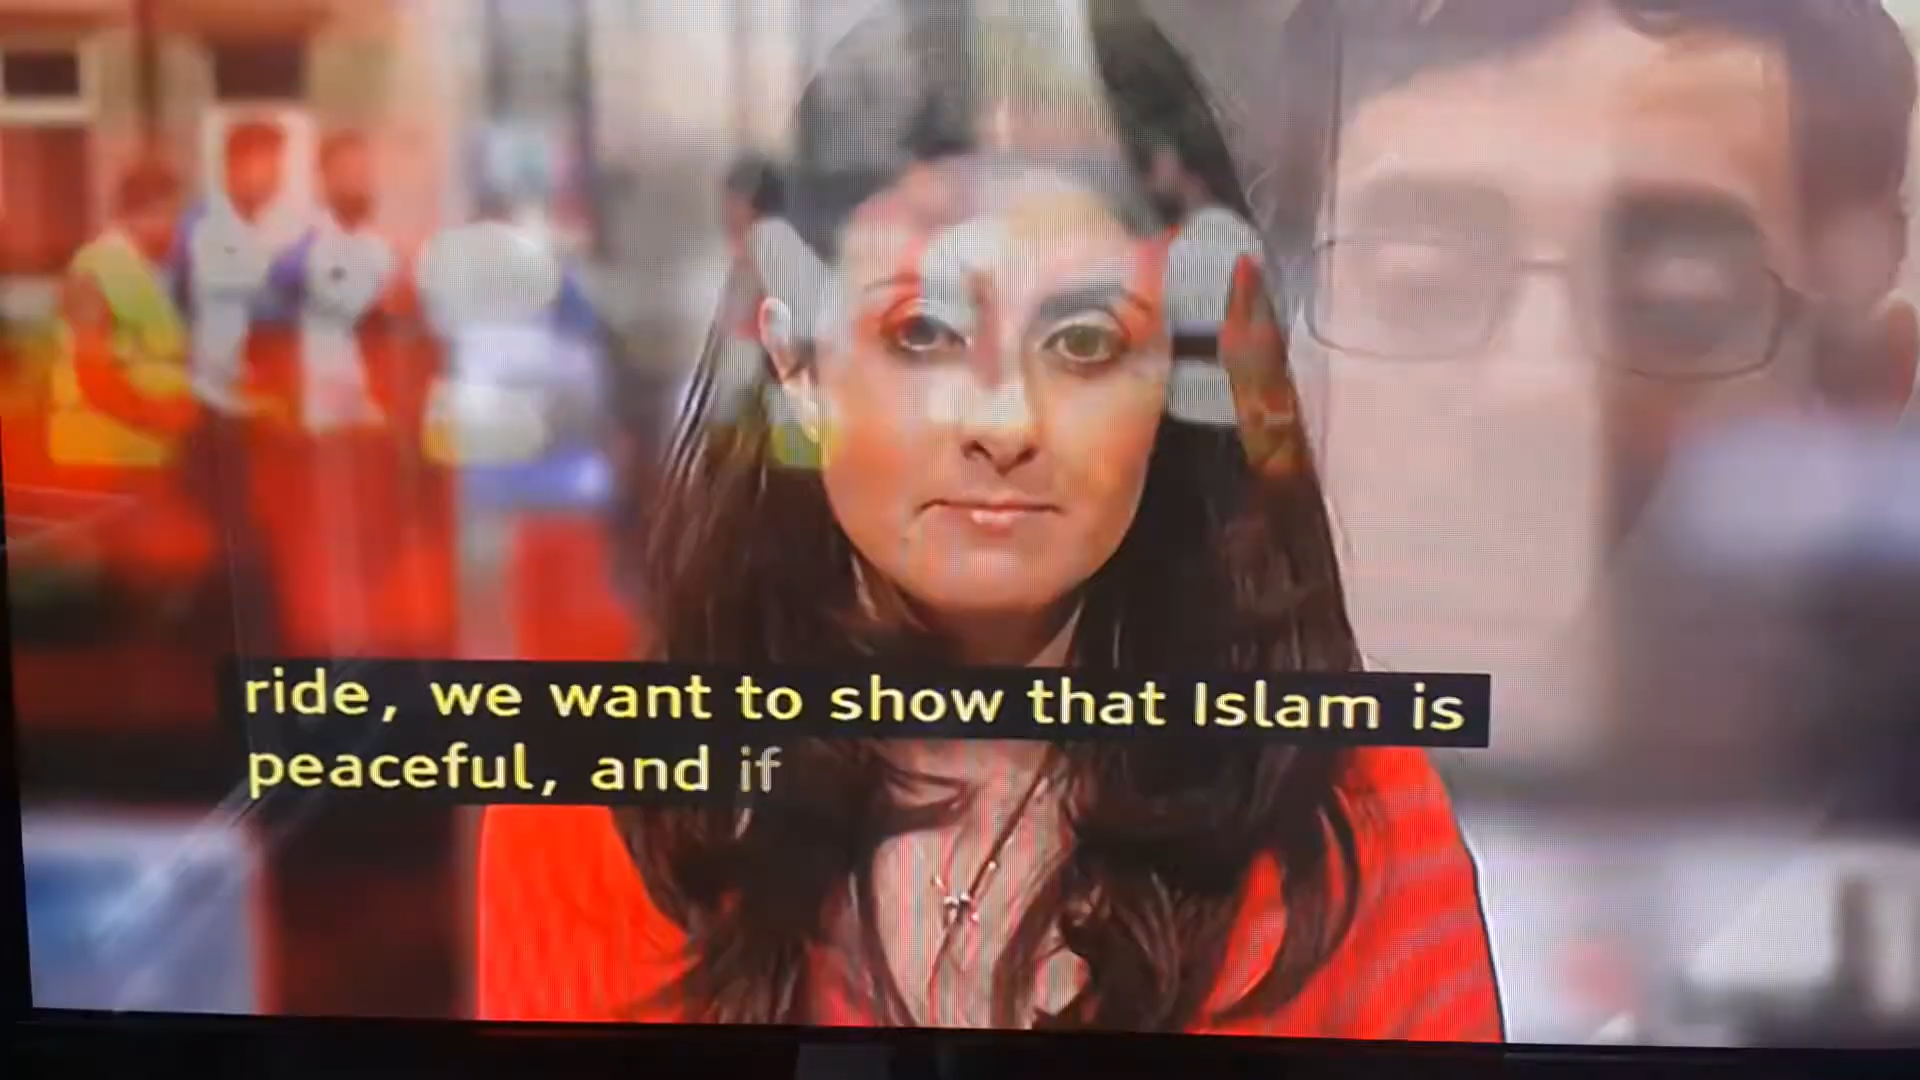 ride, we want to show that Islam is
peaceful, and if